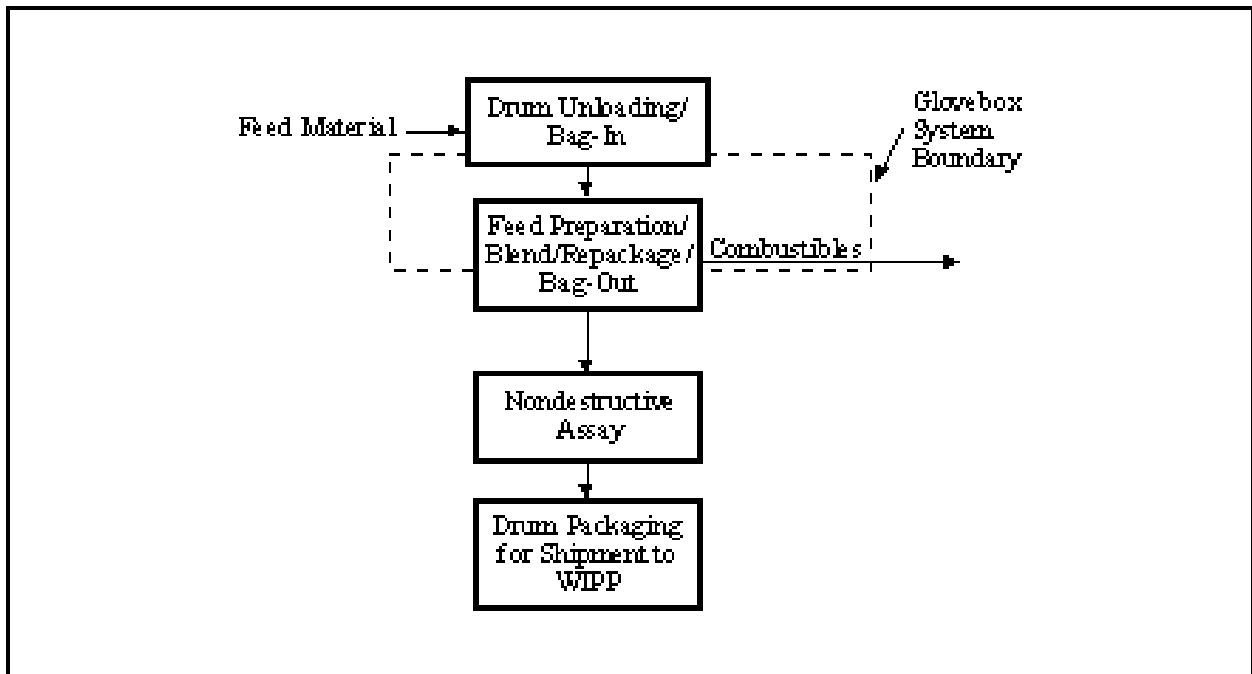 Drum Unloading/
Bag-In
Feed Material
Glovebox
System
Boundary
Feed Preparation/
Blend/Repackage/
Bag-Out
Combustibles
Nondestructive
Assay
Drum Packaging
for Shipment to
WIPP